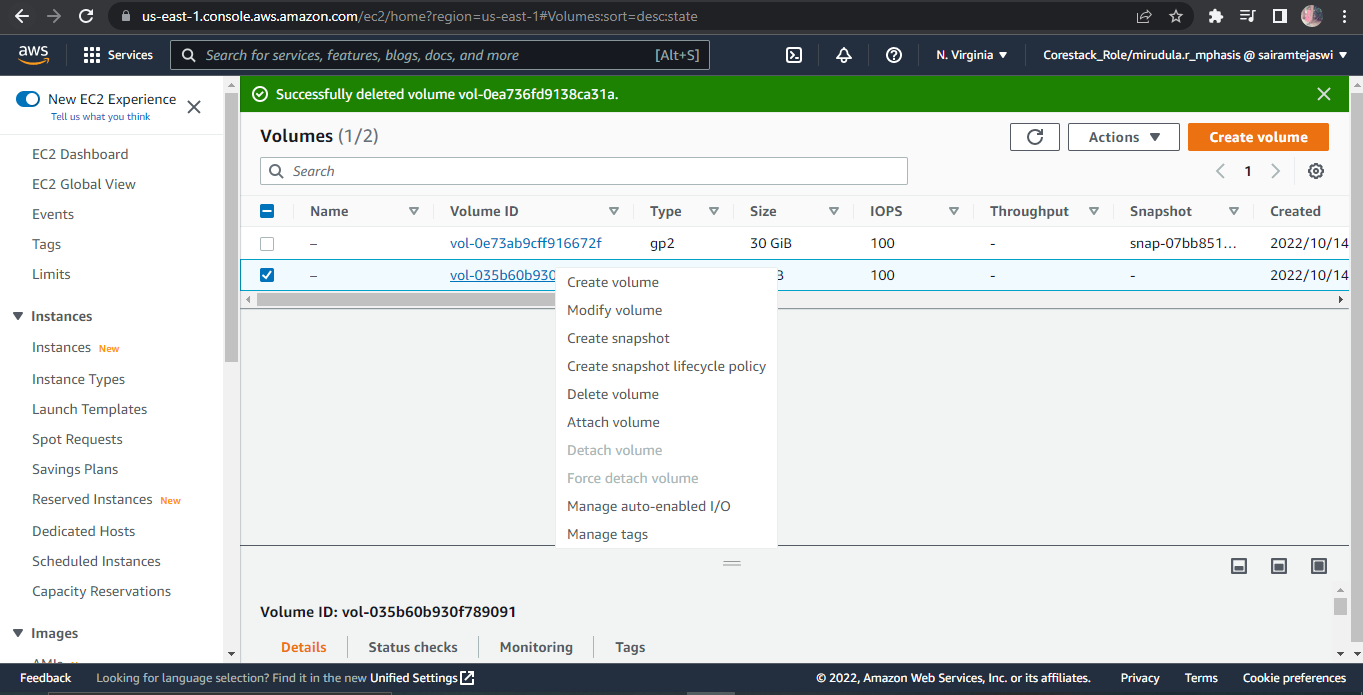 us-east-1.console.aws.amazon.com/ec2/home?region=us-east-1#Volumes:sort=desc:state
aws
Services
Search for services, features, blogs, docs, and more
[Alt+S]
N. Virginia
Corestack_Role/mirudula.r_mphasis @ sairamtejaswi
New EC2 Experience
Tell us what you think
EC2 Dashboard
EC2 Global View
Events
Tags
Limits
Instances
Instances New
Instance Types
Launch Templates
Spot Requests
Savings Plans
Reserved Instances New
Dedicated Hosts
Scheduled Instances
Capacity Reservations
Images
Successfully deleted volume vol-0ea736fd9138ca31a.
Volumes (1/2)
Actions
Create volume
Search
1
Name Volume ID Type Size IOPS Throughput Snapshot Created
– vol-0e73ab9cff916672f gp2 30 GiB 100 - snap-07bb851... 2022/10/14
– vol-035b60b930 B 100 - - 2022/10/14
Create volume
Modify volume
Create snapshot
Create snapshot lifecycle policy
Delete volume
Attach volume
Detach volume
Force detach volume
Manage auto-enabled I/O
Manage tags
Volume ID: vol-035b60b930f789091
Details
Status checks
Monitoring
Tags
Feedback
Looking for language selection? Find it in the new Unified Settings
© 2022, Amazon Web Services, Inc. or its affiliates.
Privacy
Terms
Cookie preferences